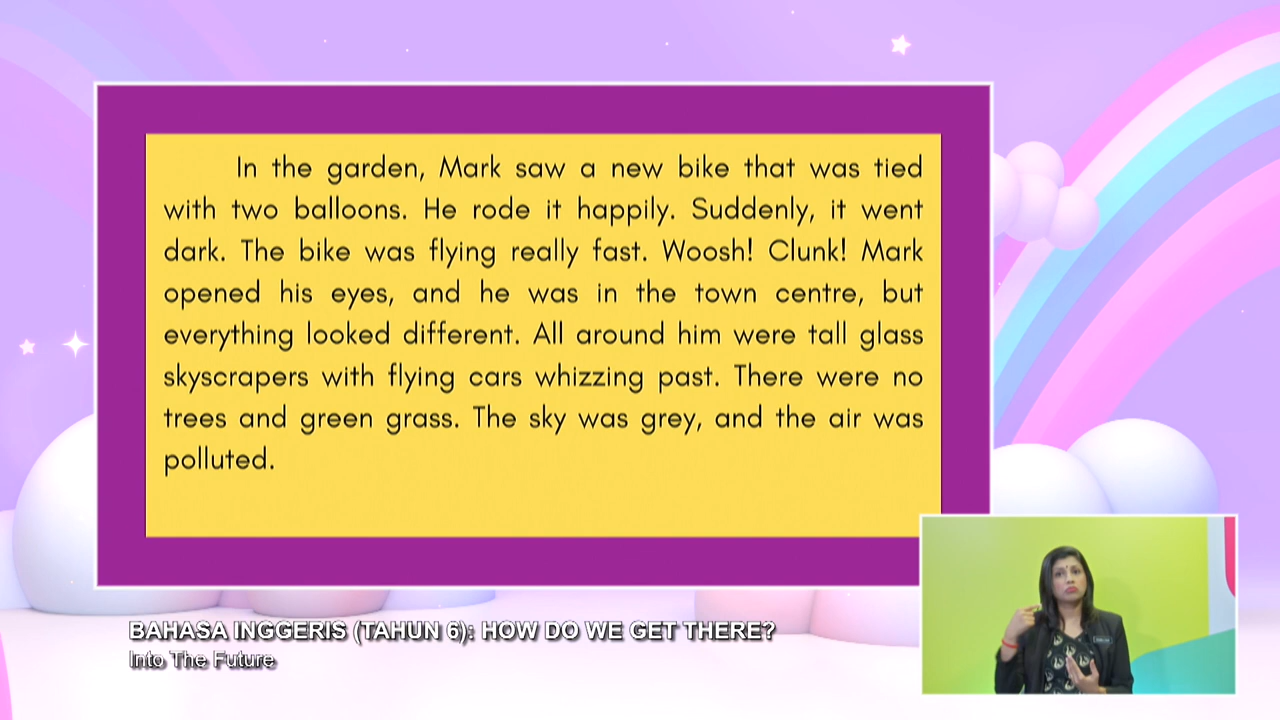 In the garden, Mark saw a new bike that was tied
with two balloons. He rode it happily. Suddenly, it went
dark. The bike was flying really fast. Woosh! Clunk! Mark
opened his eyes, and he was in the town centre, but
everything looked different. All around him were tall glass
skyscrapers with flying cars whizzing past. There were no
trees and green grass. The sky was grey, and the air was
polluted.
BAHASA INGGERIS (TAHUN 6): HOW DO WE GET THERE?
Into The Future